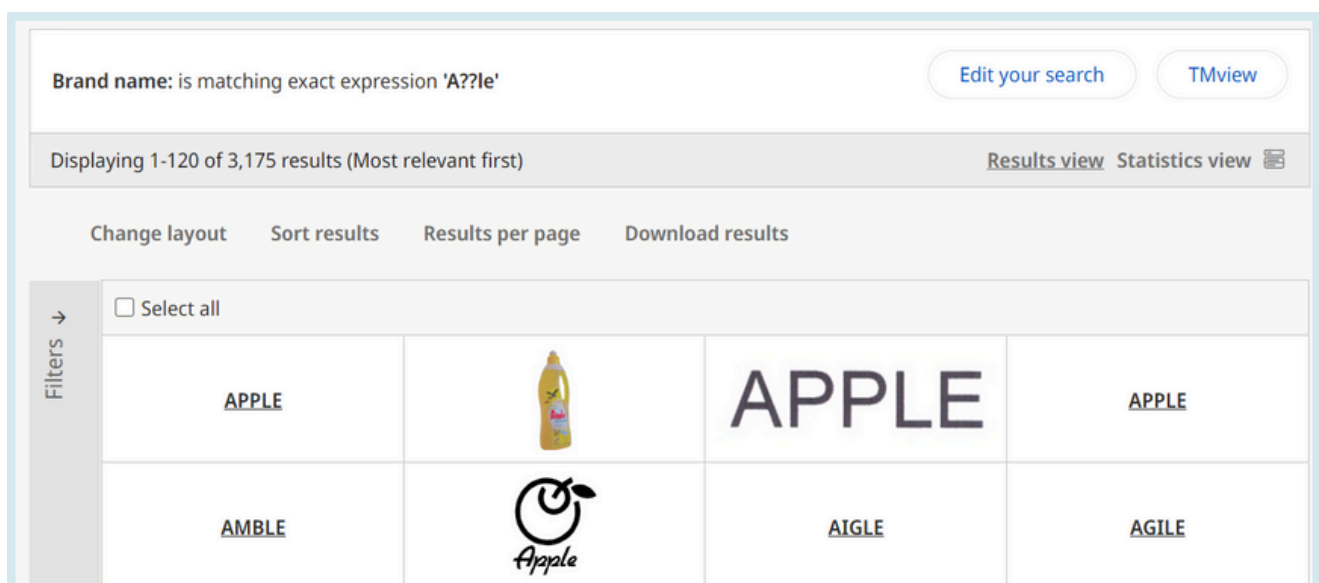 Brand name: is matching exact expression 'A??le'
Edit your search
TMview
Displaying 1-120 of 3,175 results (Most relevant first)
Results view Statistics view
Change layout Sort results Results per page Download results
Filters →
Select all
APPLE
APPLE
APPLE
AMBLE
Apple
AIGLE
AGILE